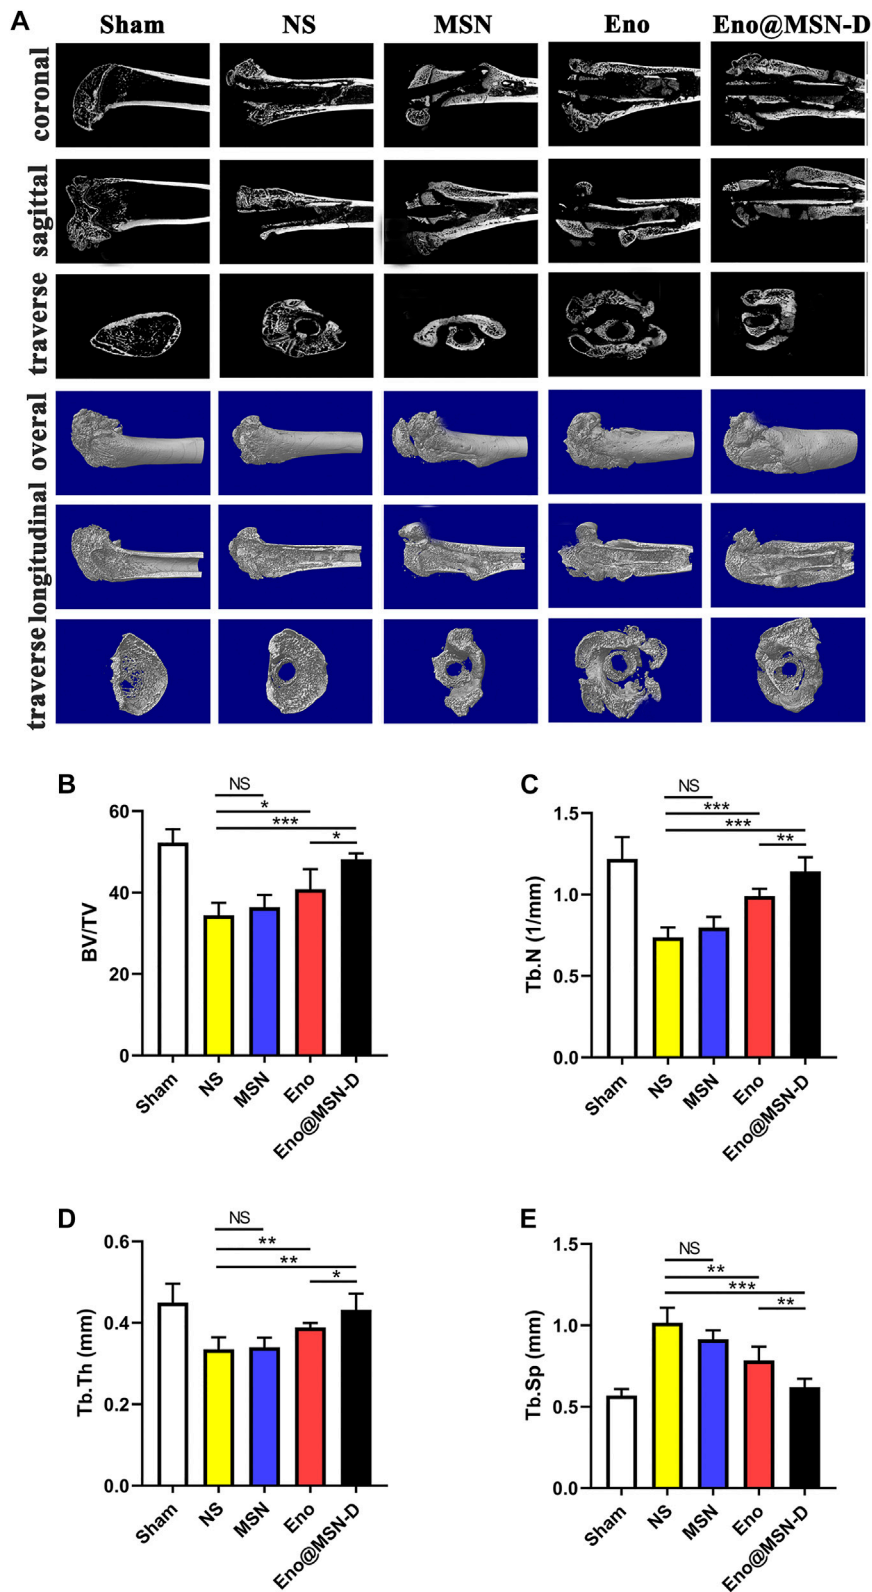 A
Sham NS MSN Eno Eno@MSN-D
coronal
sagittal
traverse
overal
longitudinal
traverse
B
NS
*
***
*
60
40
20
0
BV/TV
Sham NS MSN Eno Eno@MSN-D
C
NS
***
***
**
1.5
1.0
0.5
0.0
Tb.N (1/mm)
Sham NS MSN Eno Eno@MSN-D
D
NS
**
**
*
0.6
0.4
0.2
0.0
Tb.Th (mm)
Sham NS MSN Eno Eno@MSN-D
E
NS
**
***
**
1.5
1.0
0.5
0.0
Tb.Sp (mm)
Sham NS MSN Eno Eno@MSN-D